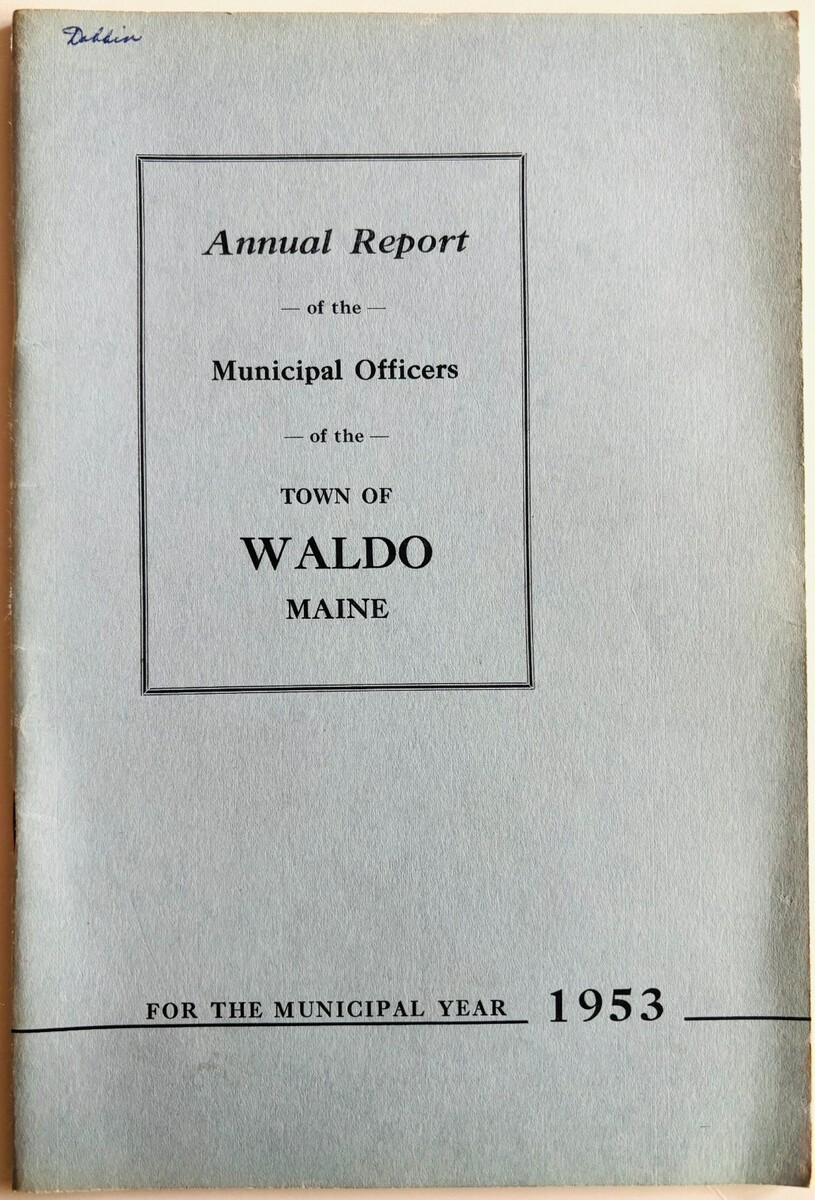 Dobbin
Annual Report
— of the —
Municipal Officers
— of the —
TOWN OF
WALDO
MAINE
FOR THE MUNICIPAL YEAR 1953